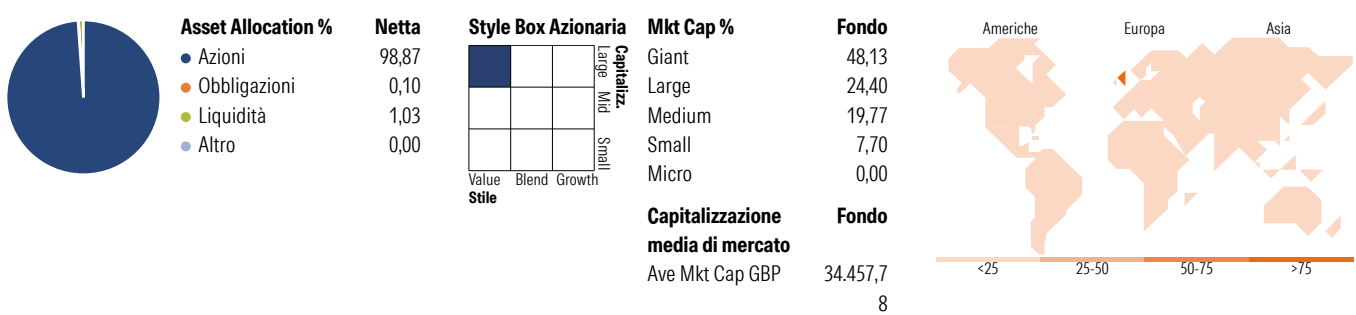 Asset Allocation % Netta
Azioni 98,87
Obbligazioni 0,10
Liquidità 1,03
Altro 0,00
Style Box Azionaria
Capitalizz.
Large Mid Small
Value Blend Growth
Stile
Mkt Cap % Fondo
Giant 48,13
Large 24,40
Medium 19,77
Small 7,70
Micro 0,00
Capitalizzazione Fondo
media di mercato
Ave Mkt Cap GBP 34.457,7
8
Americhe Europa Asia
<25 25-50 50-75 >75